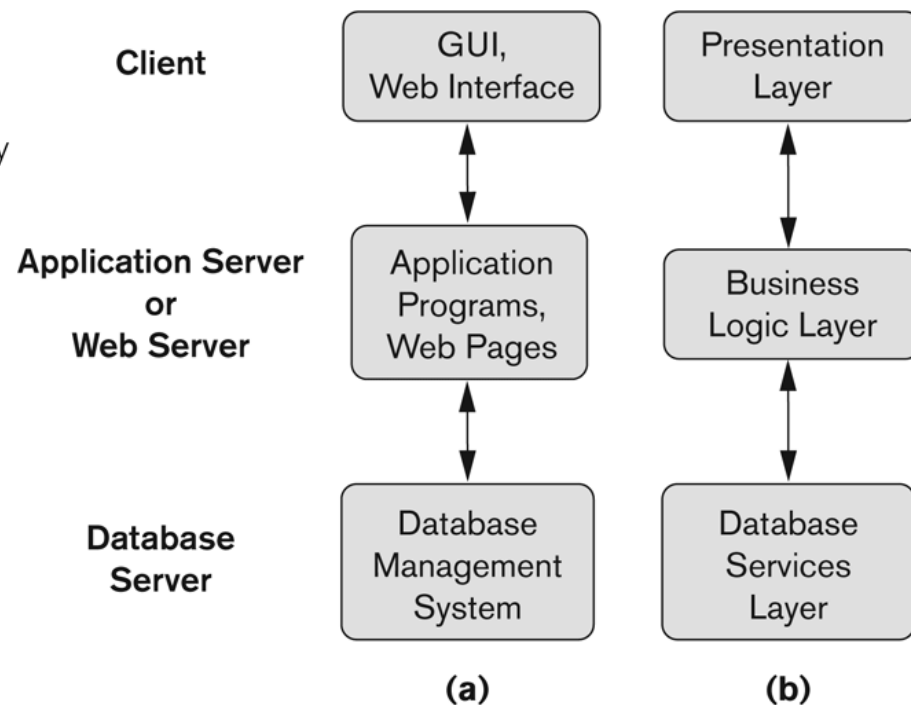 Client
GUI,
Web Interface
Presentation
Layer
Application Server
or
Web Server
Application
Programs,
Web Pages
Business
Logic Layer
Database
Server
Database
Management
System
Database
Services
Layer
(a)
(b)